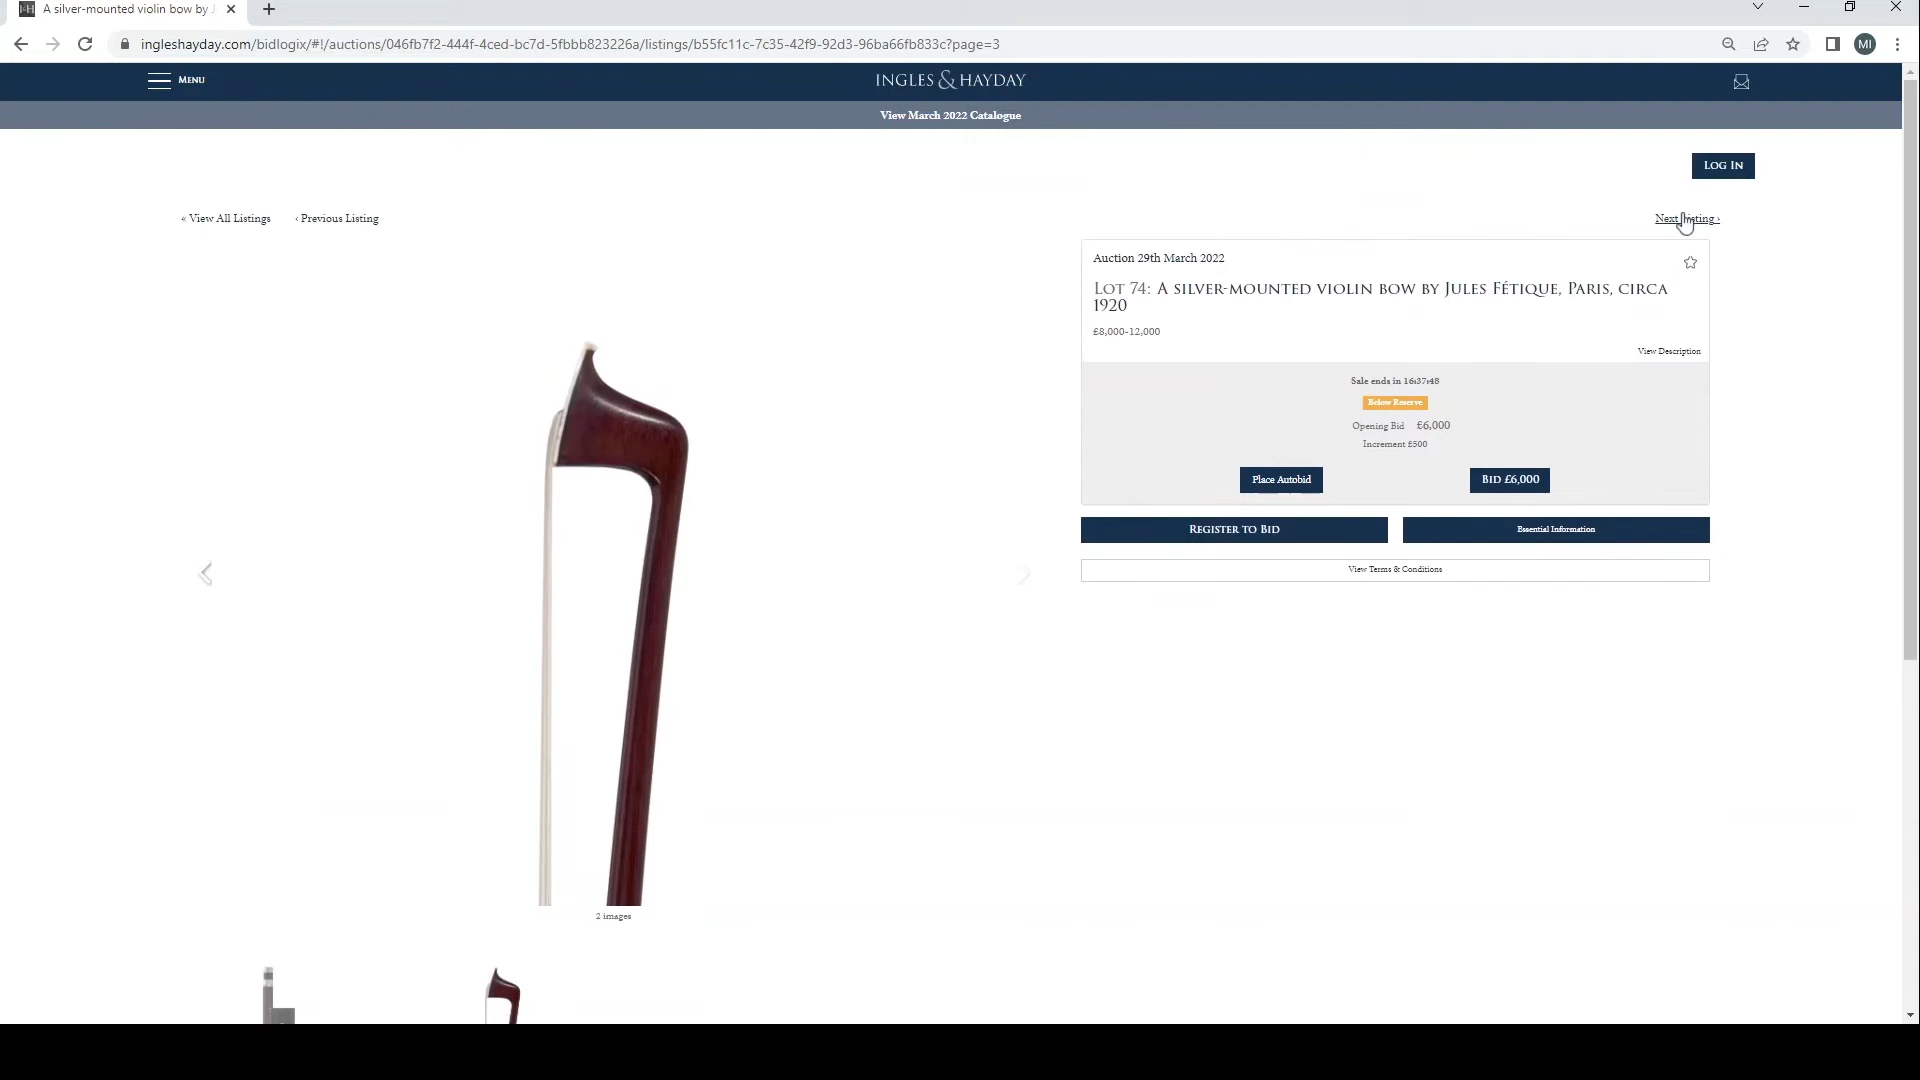 A silver-mounted violin bow by J
ingleshayday.com/bidlogix/#!/auctions/046fb7f2-444f-4ced-bc7d-5fbbb823226a/listings/b55fc11c-7c35-42f9-92d3-96ba66fb833c?page=3
MI
MENU
INGLES & HAYDAY
View March 2022 Catalogue
LOG IN
« View All Listings ‹ Previous Listing
Next Listing ›
Auction 29th March 2022
LOT 74: A SILVER-MOUNTED VIOLIN BOW BY JULES FÉTIQUE, PARIS, CIRCA
1920
£8,000-12,000
View Description
Sale ends in 16:37:48
Below Reserve
Opening Bid £6,000
Increment £500
Place Autobid
BID £6,000
REGISTER TO BID
Essential Information
View Terms & Conditions
2 images